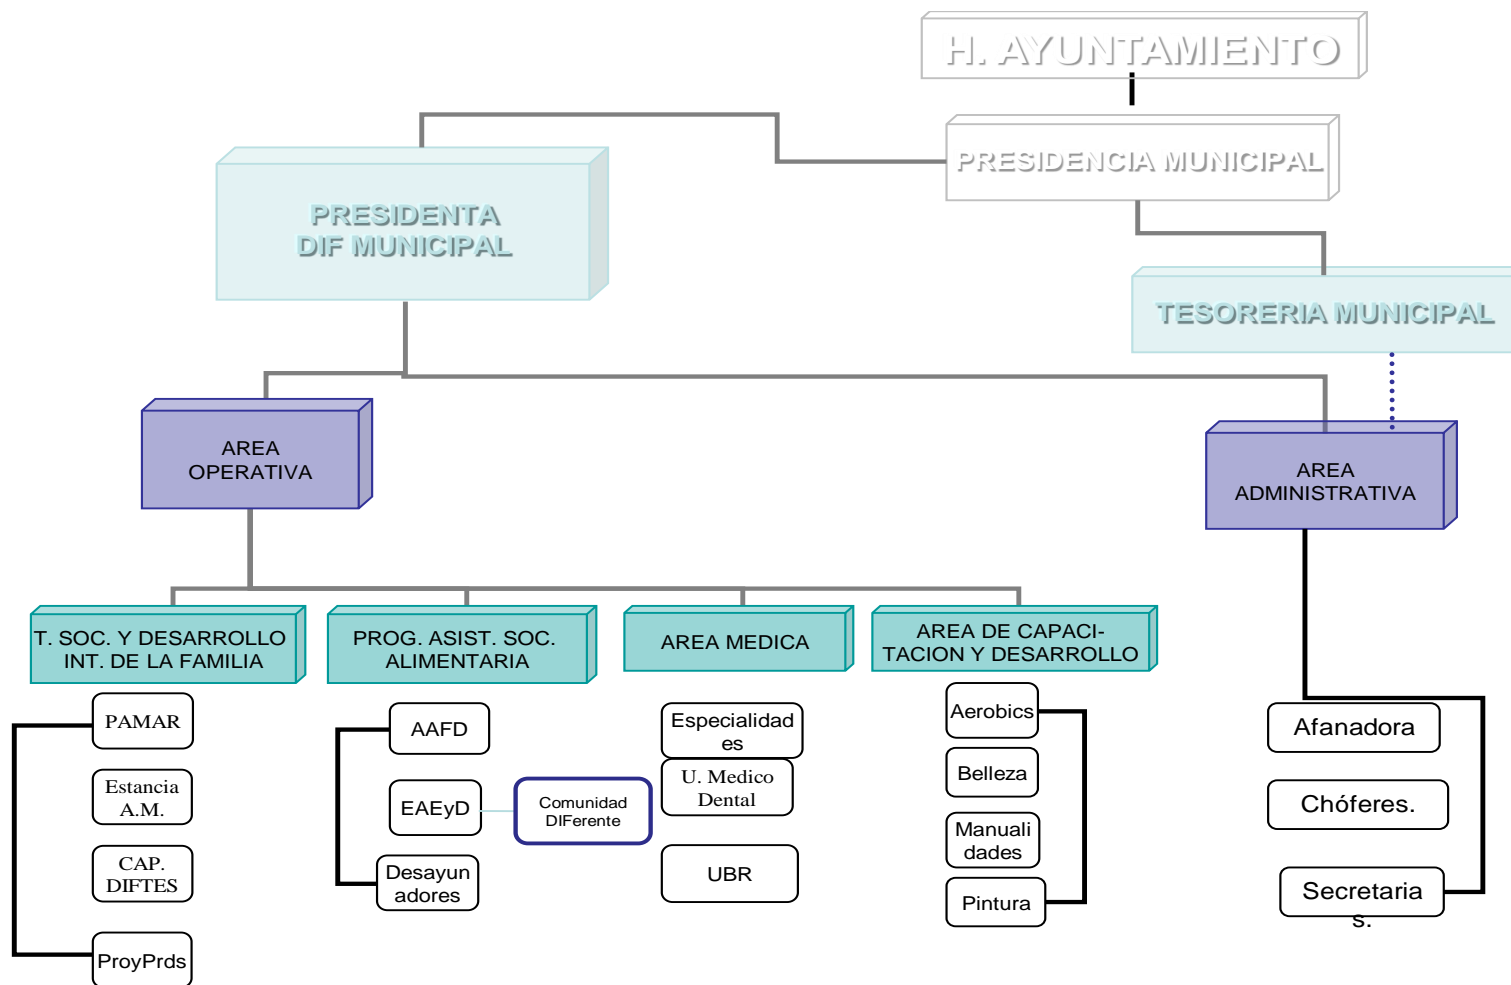 H. AYUNTAMIENTO
PRESIDENCIA MUNICIPAL
PRESIDENTA
DIF MUNICIPAL
TESORERIA MUNICIPAL
AREA
OPERATIVA
AREA
ADMINISTRATIVA
T. SOC. Y DESARROLLO
INT. DE LA FAMILIA
PROG. ASIST. SOC.
ALIMENTARIA
AREA MEDICA
AREA DE CAPACI-
TACION Y DESARROLLO
PAMAR
Estancia
A.M.
CAP.
DIFTES
ProyPrds
AAFD
EAEyD
Comunidad
DIFerente
Desayun
adores
Especialidad
es
U. Medico
Dental
UBR
Aerobics
Belleza
Manuali
dades
Pintura
Afanadora
Chóferes.
Secretaria
s.